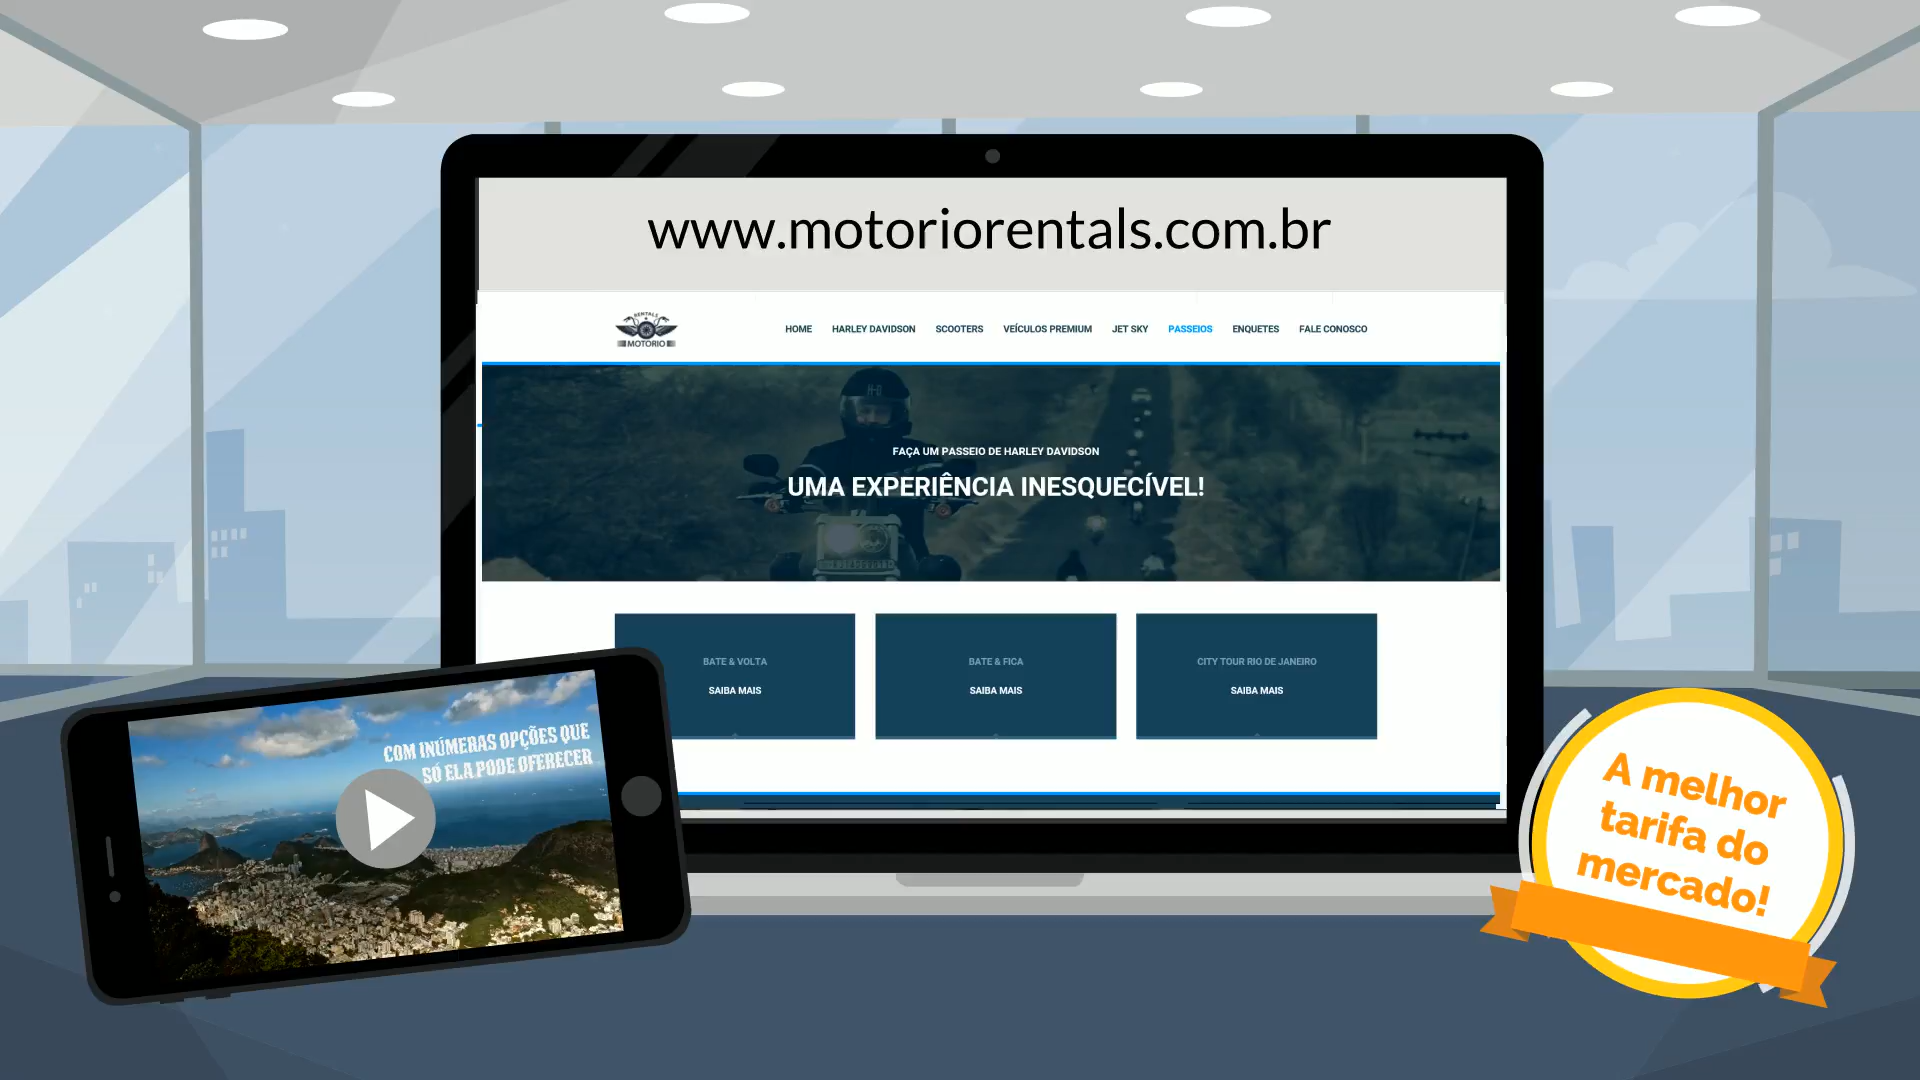 www.motoriorentals.com.br
RENTALS
MOTORIO
HOME HARLEY DAVIDSON SCOOTERS VEÍCULOS PREMIUM JET SKY PASSEIOS ENQUETES FALE CONOSCO
FAÇA UM PASSEIO DE HARLEY DAVIDSON
UMA EXPERIÊNCIA INESQUECÍVEL!
BATE & VOLTA
SAIBA MAIS
BATE & FICA
SAIBA MAIS
CITY TOUR RIO DE JANEIRO
SAIBA MAIS
COM INÚMERAS OPÇÕES QUE
SÓ ELA PODE OFERECER
A melhor
tarifa do
mercado!